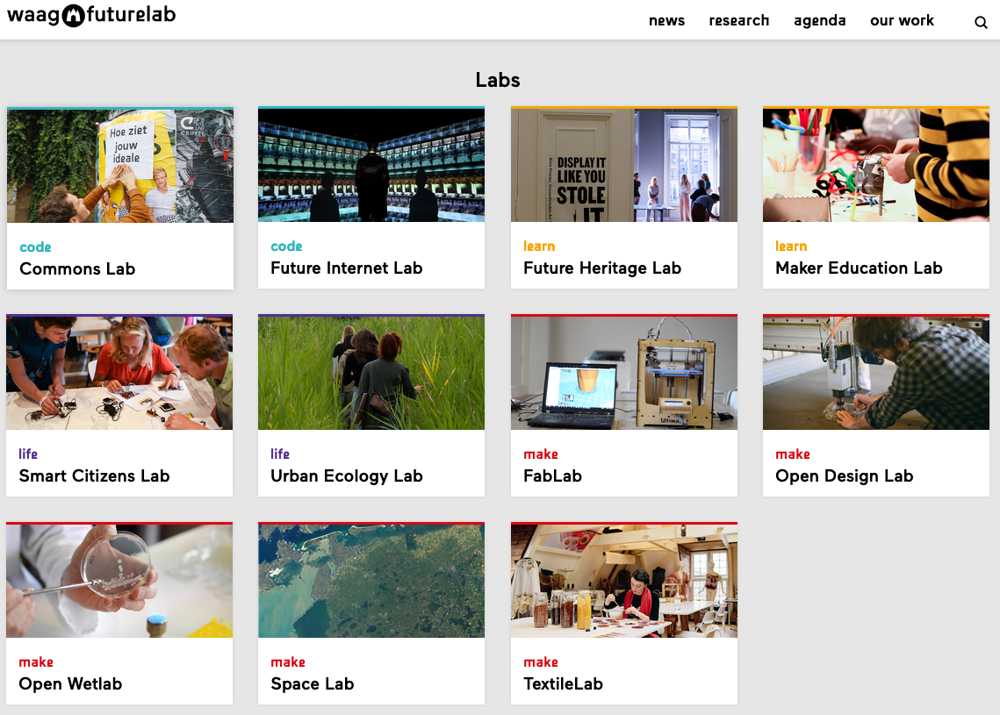 waag futurelab
news research agenda our work
Labs
Hoe ziet
jouw
ideale
CRUYFF
DISPLAY IT
LIKE YOU
STOLE
IT
code
Commons Lab
code
Future Internet Lab
learn
Future Heritage Lab
learn
Maker Education Lab
Ultima
life
Smart Citizens Lab
life
Urban Ecology Lab
make
FabLab
make
Open Design Lab
make
Open Wetlab
make
Space Lab
make
TextileLab